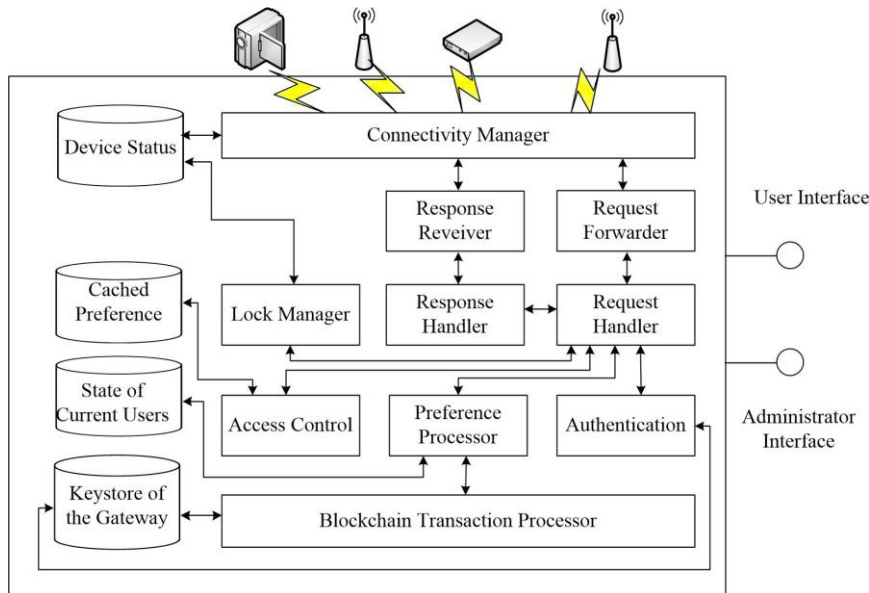 Device Status
Connectivity Manager
Response
Reveiver
Request
Forwarder
User Interface
Cached
Preference
Lock Manager
Response
Handler
Request
Handler
State of
Current Users
Access Control
Preference
Processor
Authentication
Administrator
Interface
Keystore of
the Gateway
Blockchain Transaction Processor